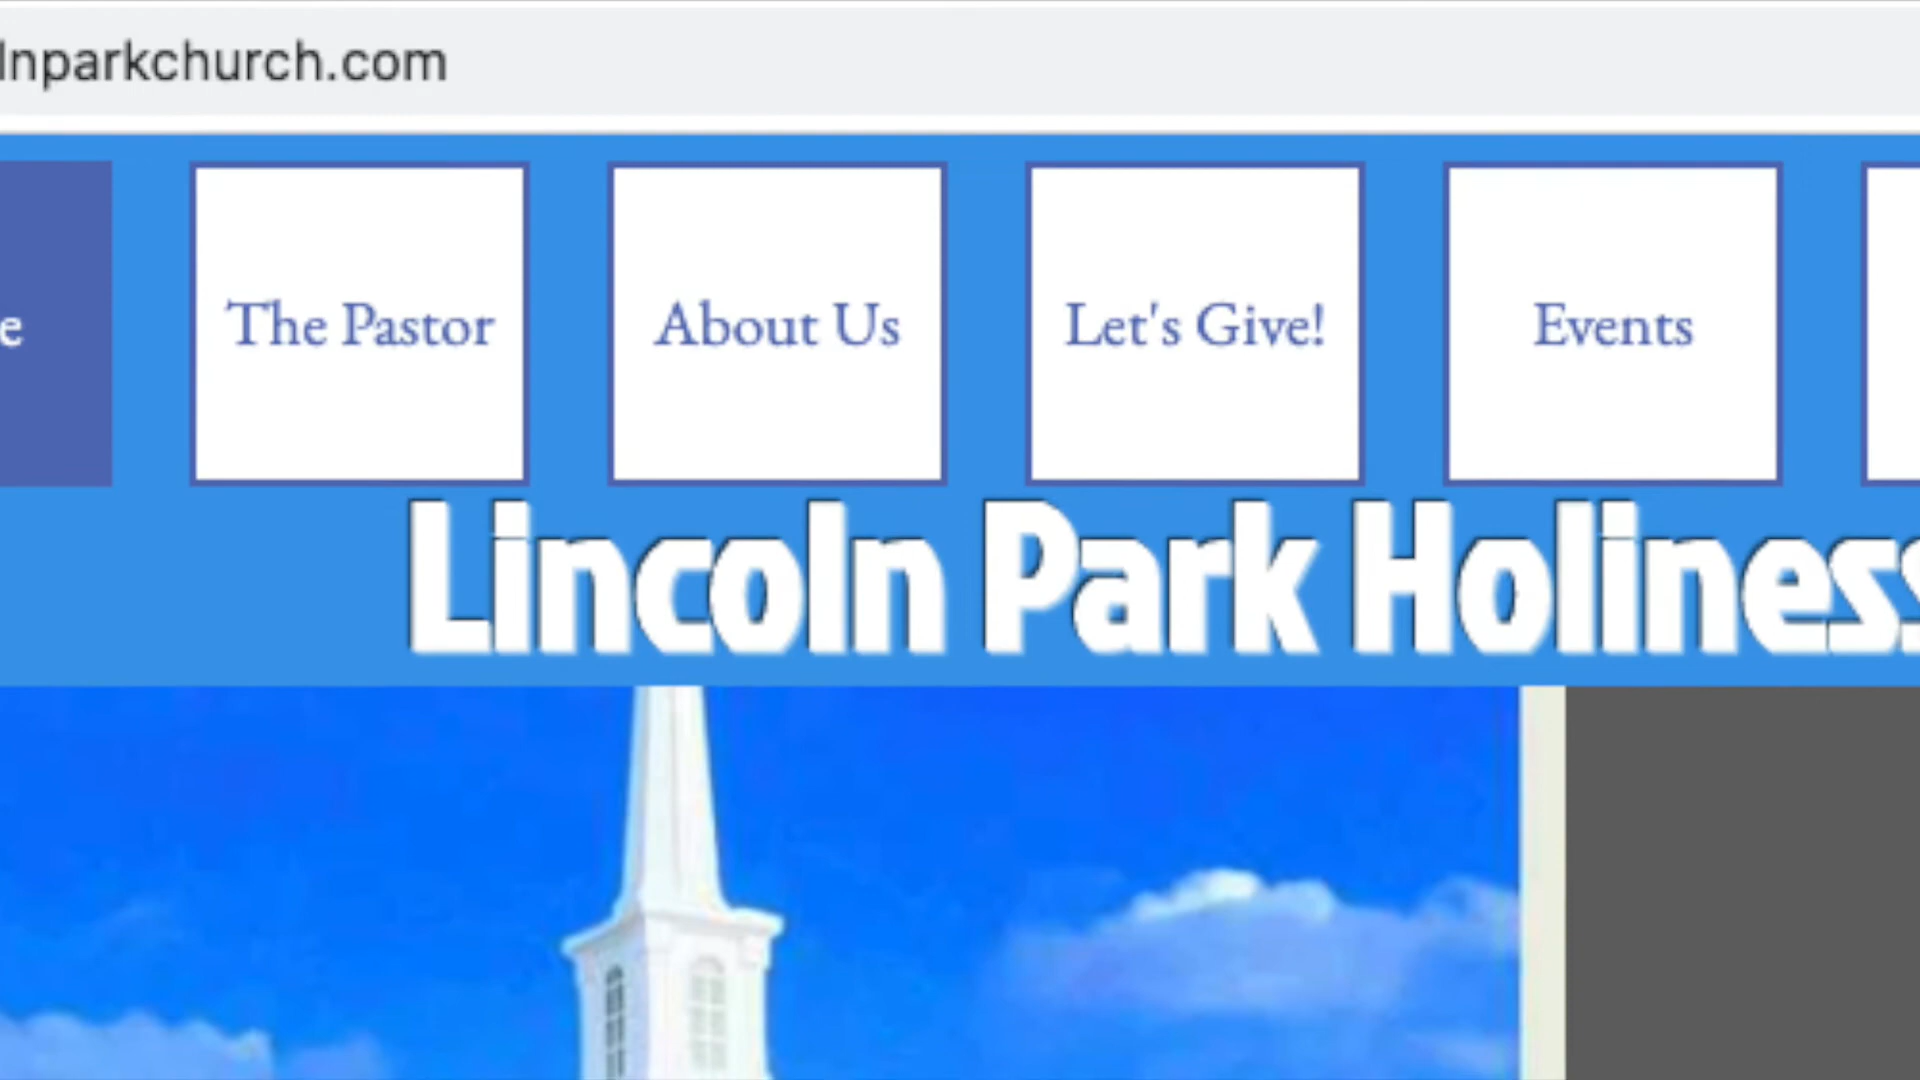 lnparkchurch.com
e
The Pastor
About Us
Let's Give!
Events
Lincoln Park Holiness